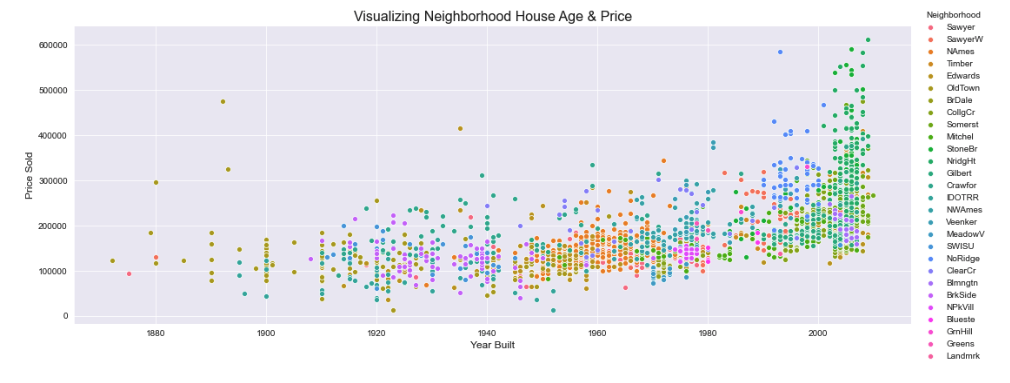 Visualizing Neighborhood House Age & Price
Neighborhood
Sawyer
SawyerW
NAmes
Timber
Edwards
OldTown
BrDale
CollgCr
Somerst
Mitchel
StoneBr
NridgHt
Gilbert
Crawfor
IDOTRR
NWAmes
Veenker
MeadowV
SWISU
NoRidge
ClearCr
Blmngtn
BrkSide
NPkVill
Blueste
GrnHill
Greens
Landmrk
Price Sold
600000
500000
400000
300000
200000
100000
0
1880 1900 1920 1940 1960 1980 2000
Year Built